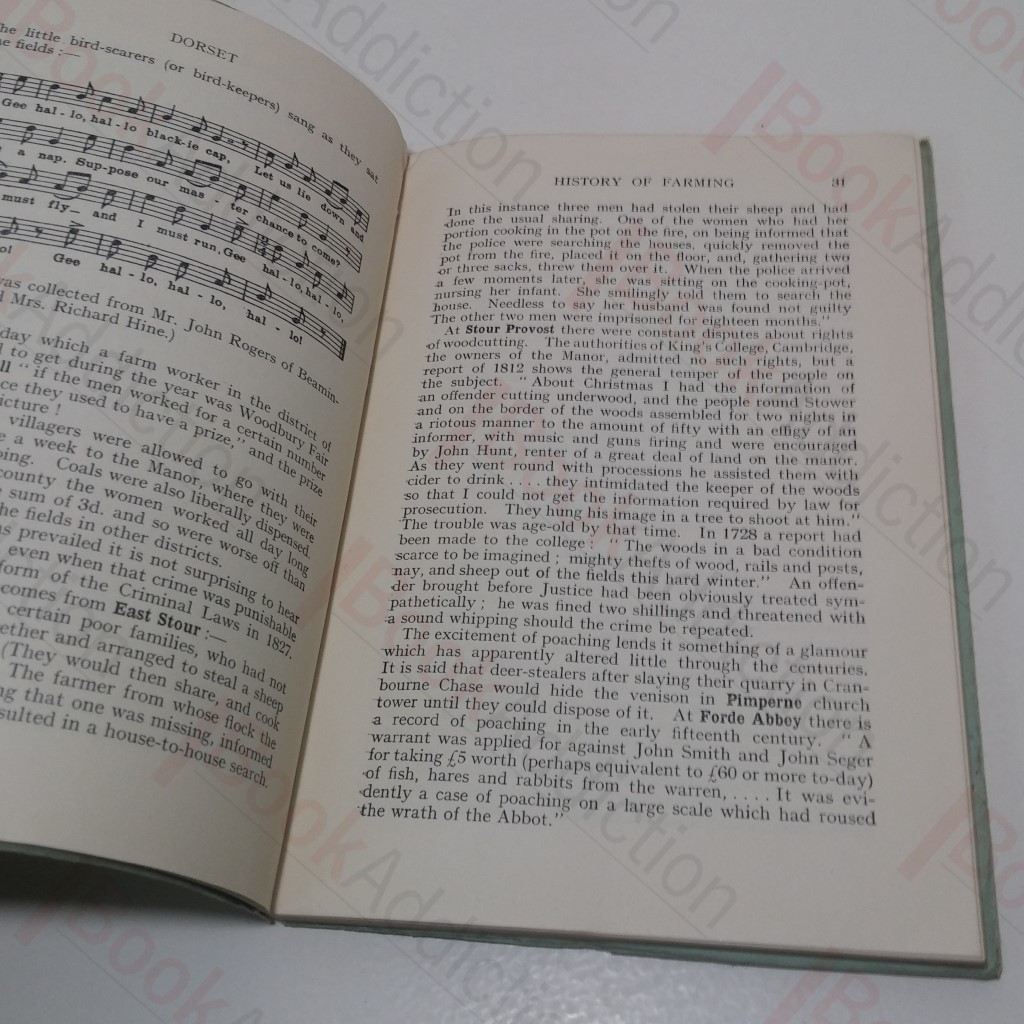 DORSET
he little bird-scarers (or bird-keepers) sang as they sat
he fields :—
Gee hal - lo, hal - lo black-ie cap, Let us lie down and
a nap. Sup-pose our mas - ter chance to come?
must fly_ and I must run, Gee hal - lo, hal - lo,
lo! Gee hal - lo, hal - lo, hal - lo!
was collected from Mr. John Rogers of Beamin-
d Mrs. Richard Hine.)
day which a farm worker in the district of
d to get during the year was Woodbury Fair
ll " if the men worked for a certain number
ce they used to have a prize," and the prize
icture !
villagers were allowed to go with their
e a week to the Manor, where they were
ping. Coals were also liberally dispensed.
county the women worked all day long
e sum of 3d. and so were worse off than
the fields in other districts.
ns prevailed it is not surprising to hear
even when that crime was punishable
form of the Criminal Laws in 1827.
comes from East Stour :—
certain poor families, who had not
ether and arranged to steal a sheep
(They would then share, and cook
The farmer from whose flock the
ng that one was missing, informed
sulted in a house-to-house search.
HISTORY OF FARMING 31
In this instance three men had stolen their sheep and had
done the usual sharing. One of the women who had her
portion cooking in the pot on the fire, on being informed that
the police were searching the houses, quickly removed the
pot from the fire, placed it on the floor, and, gathering two
or three sacks, threw them over it. When the police arrived
a few moments later, she was sitting on the cooking-pot,
nursing her infant. She smilingly told them to search the
house. Needless to say her husband was found not guilty
The other two men were imprisoned for eighteen months."
At Stour Provost there were constant disputes about rights
of woodcutting. The authorities of King's College, Cambridge,
the owners of the Manor, admitted no such rights, but a
report of 1812 shows the general temper of the people on
the subject. " About Christmas I had the information of
an offender cutting underwood, and the people round Stower
and on the border of the woods assembled for two nights in
a riotous manner to the amount of fifty with an effigy of an
informer, with music and guns firing and were encouraged
by John Hunt, renter of a great deal of land on the manor.
As they went round with processions he assisted them with
cider to drink . . . . they intimidated the keeper of the woods
so that I could not get the information required by law for
prosecution. They hung his image in a tree to shoot at him."
The trouble was age-old by that time. In 1728 a report had
been made to the college : " The woods in a bad condition
scarce to be imagined ; mighty thefts of wood, rails and posts,
nay, and sheep out of the fields this hard winter." An offen-
der brought before Justice had been obviously treated sym-
pathetically ; he was fined two shillings and threatened with
a sound whipping should the crime be repeated.
The excitement of poaching lends it something of a glamour
which has apparently altered little through the centuries.
It is said that deer-stealers after slaying their quarry in Cran-
bourne Chase would hide the venison in Pimperne church
tower until they could dispose of it. At Forde Abbey there is
a record of poaching in the early fifteenth century. " A
warrant was applied for against John Smith and John Seger
for taking £5 worth (perhaps equivalent to £60 or more to-day)
of fish, hares and rabbits from the warren, . . . . It was evi-
dently a case of poaching on a large scale which had roused
the wrath of the Abbot."
BookAddiction